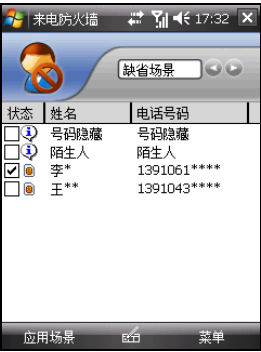 来电防火墙 17:32
缺省场景
状态 姓名 电话号码
号码隐藏 号码隐藏
陌生人 陌生人
李* 1391061****
王** 1391043****
应用场景 菜单